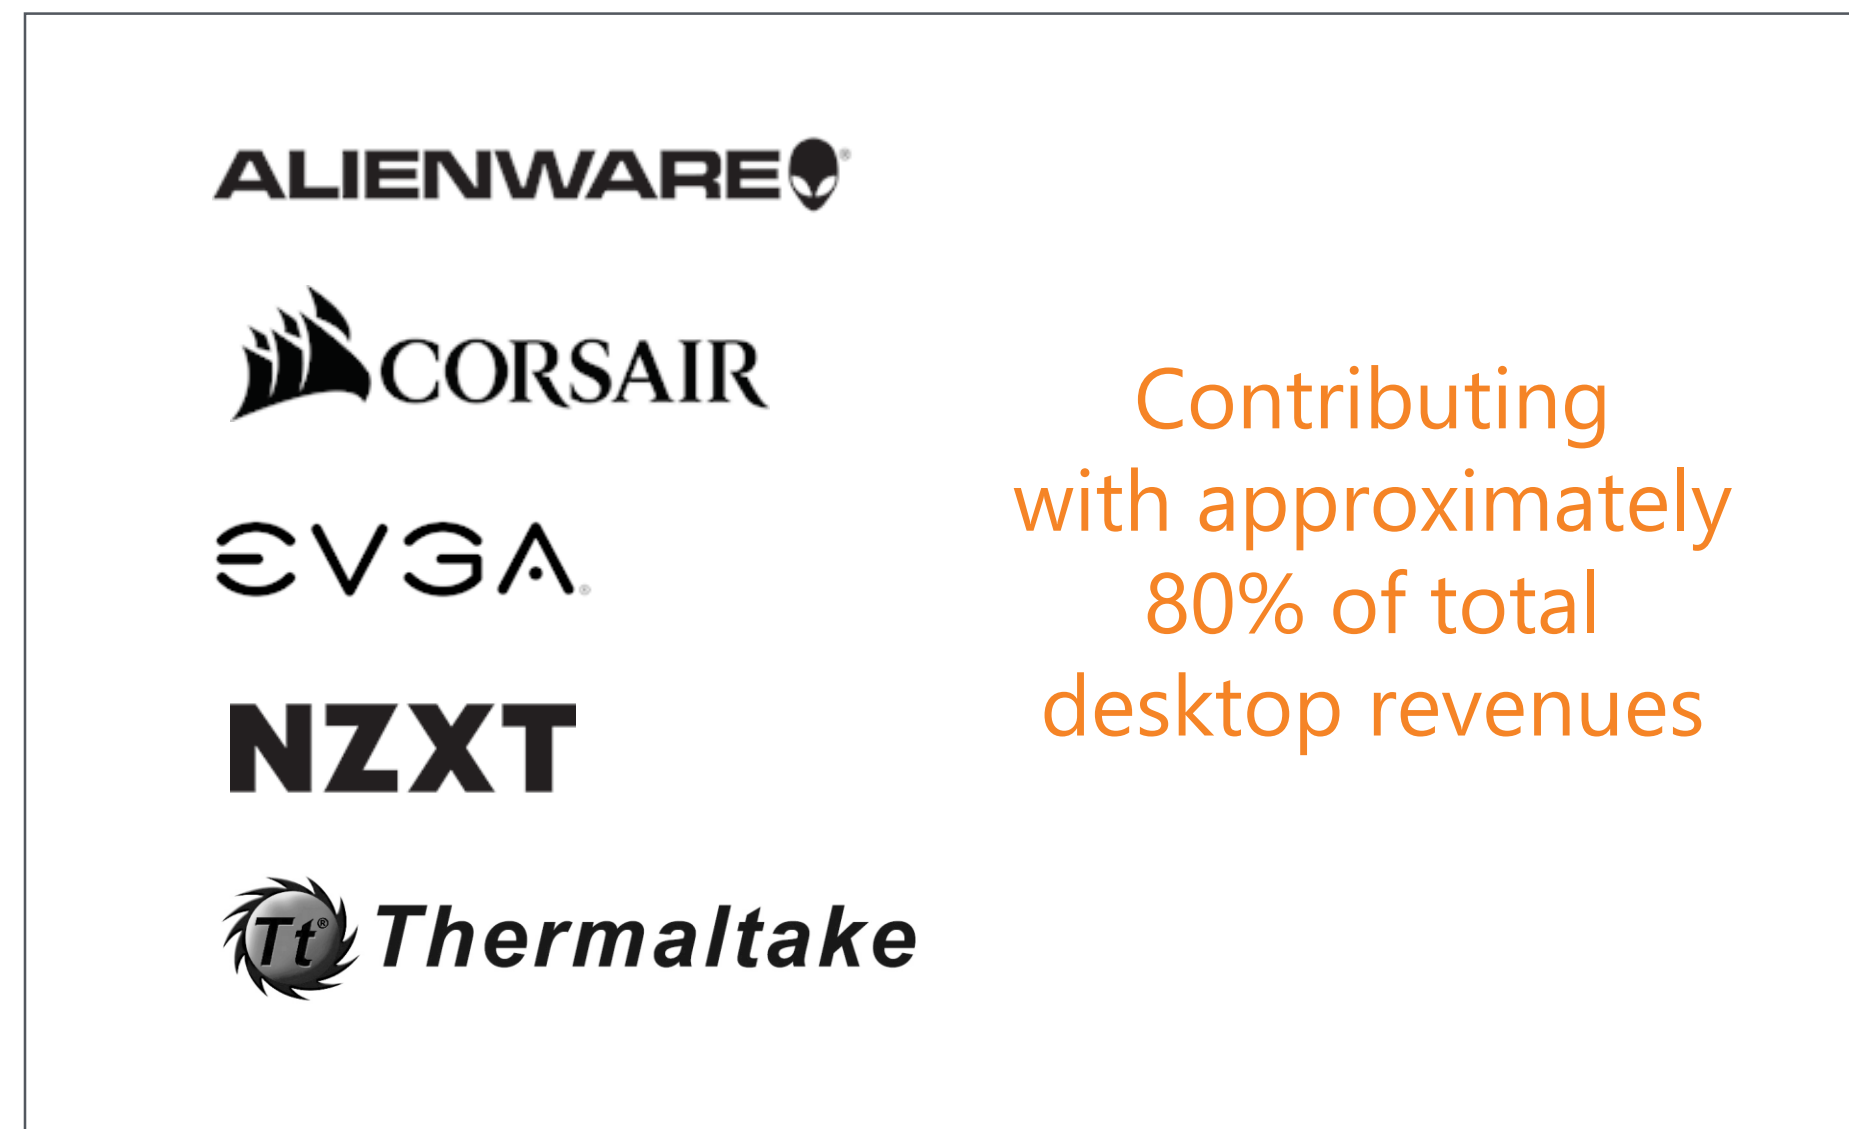 ALIENWARE®
CORSAIR
EVGA®
NZXT
Tt® Thermaltake
Contributing
with approximately
80% of total
desktop revenues